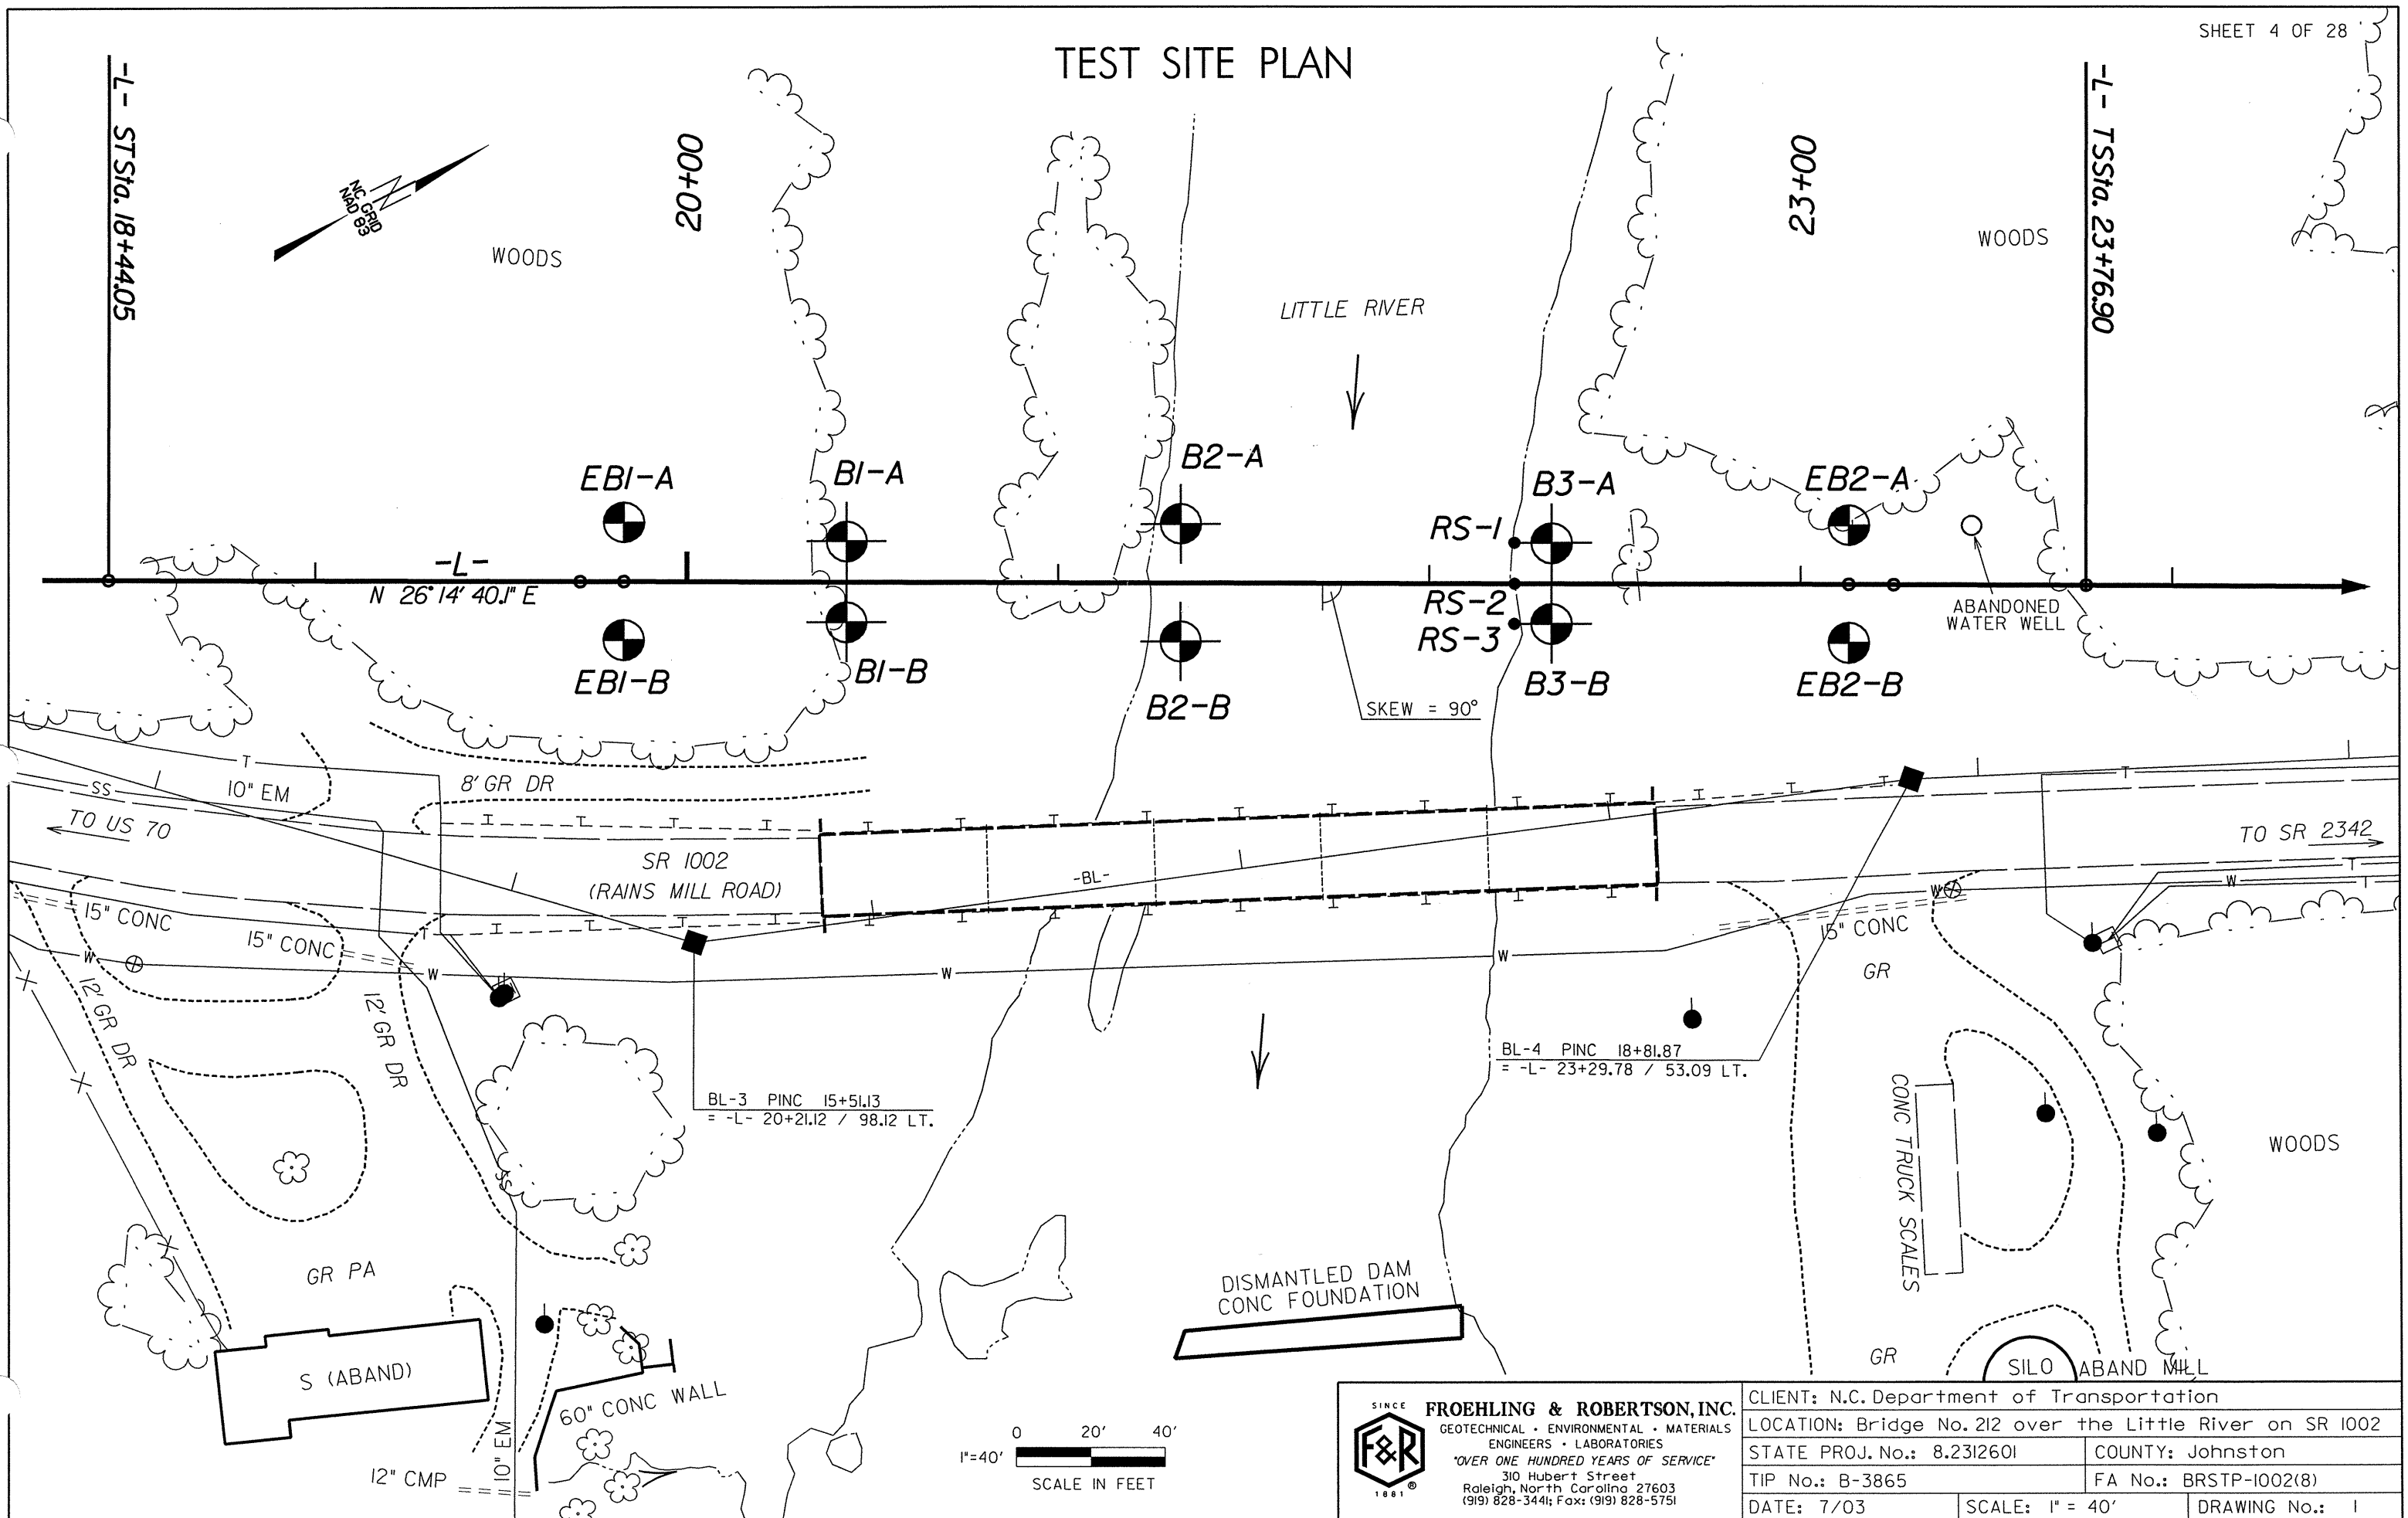 SHEET 4 OF 28
TEST SITE PLAN
-L- ST Sta. 18+44.05
NC GRID
NAD 83
WOODS
20+00
LITTLE RIVER
23+00
WOODS
-L- TS Sta. 23+76.90
EB1-A
B1-A
B2-A
B3-A
EB2-A
RS-1
-L-
N 26° 14' 40.1" E
RS-2
RS-3
ABANDONED
WATER WELL
EB1-B
B1-B
B2-B
B3-B
EB2-B
SKEW = 90°
T
10" EM
SS
8' GR DR
TO US 70
SR 1002
(RAINS MILL ROAD)
-BL-
TO SR 2342
15" CONC
15" CONC
15" CONC
W
W
W
W
W
W
T
T
T
T
12' GR DR
12' GR DR
GR
BL-3 PINC 15+51.13
= -L- 20+21.12 / 98.12 LT.
BL-4 PINC 18+81.87
= -L- 23+29.78 / 53.09 LT.
CONC TRUCK SCALES
WOODS
SS
GR PA
DISMANTLED DAM
CONC FOUNDATION
S (ABAND)
60" CONC WALL
10" EM
12" CMP
GR
SILO
ABAND MILL
0 20' 40'
1"=40'
SCALE IN FEET
SINCE
F&R
1881 ®
FROEHLING & ROBERTSON, INC.
GEOTECHNICAL • ENVIRONMENTAL • MATERIALS
ENGINEERS • LABORATORIES
"OVER ONE HUNDRED YEARS OF SERVICE"
310 Hubert Street
Raleigh, North Carolina 27603
(919) 828-3441; Fax: (919) 828-5751
CLIENT: N.C. Department of Transportation
LOCATION: Bridge No. 212 over the Little River on SR 1002
STATE PROJ. No.: 8.2312601
COUNTY: Johnston
TIP No.: B-3865
FA No.: BRSTP-1002(8)
DATE: 7/03
SCALE: 1" = 40'
DRAWING No.: 1